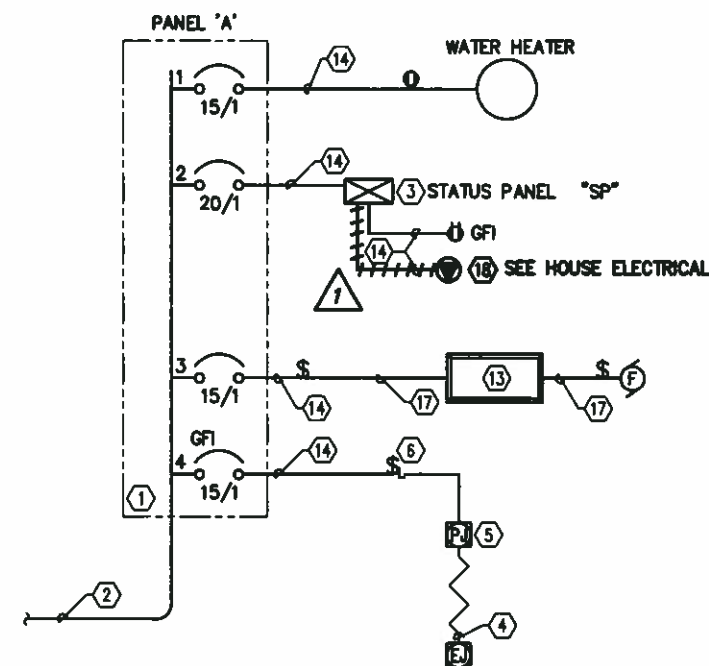 PANEL 'A'
WATER HEATER
1
15/1
14
2
20/1
14
3 STATUS PANEL "SP"
GFI
14
18 SEE HOUSE ELECTRICAL
1
3
15/1
$
14
17
13
$
17
F
GFI
4
15/1
14
$
6
1
PJ
5
2
4
EJ